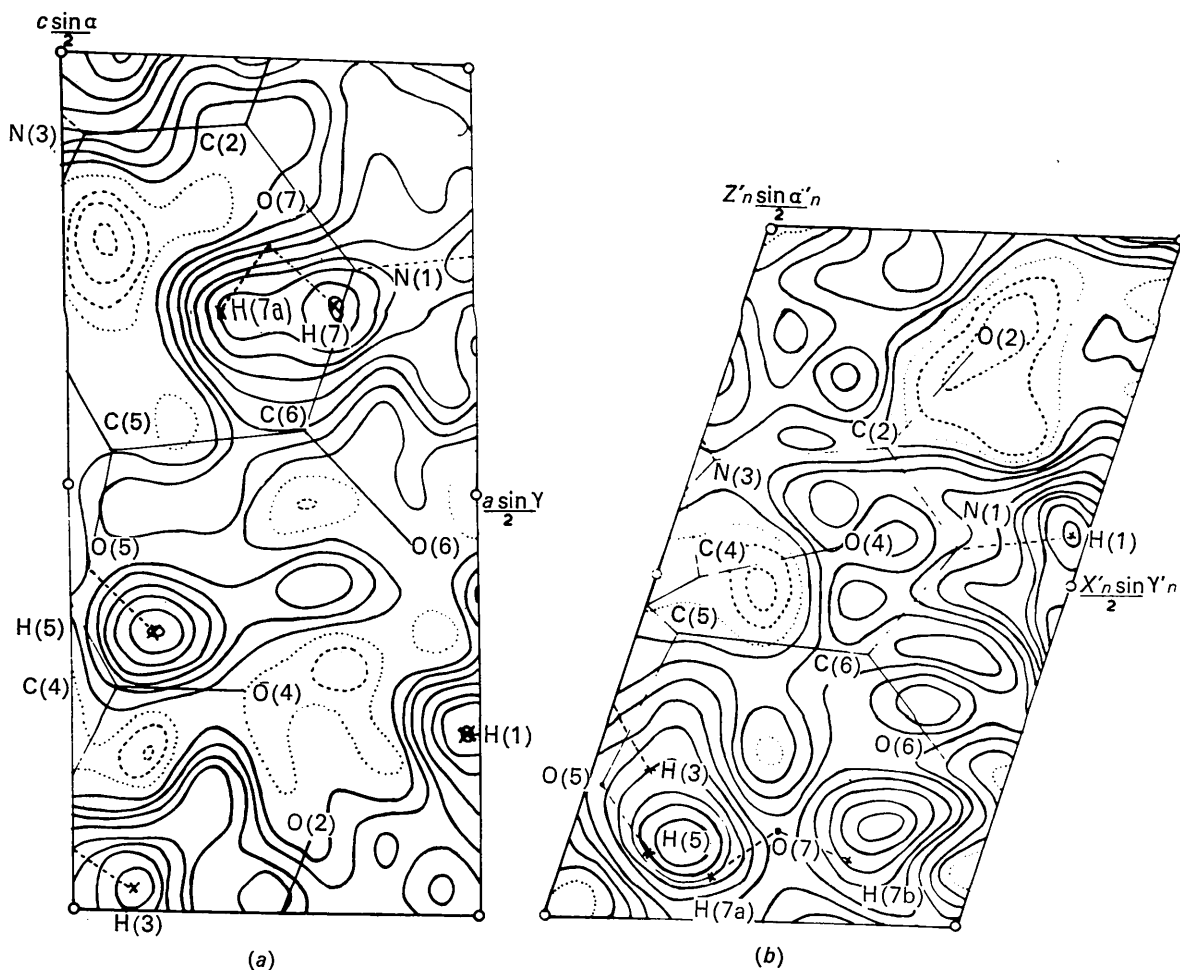 c sin α
2
N(3)
C(2)
O(7)
N(1)
H(7a)
H(7)
C(5)
C(6)
a sin γ
2
O(5)
O(6)
H(5)
C(4)
O(4)
H(1)
O(2)
H(3)
(a)
Z'n sin α'n
2
O(2)
C(2)
N(3)
N(1)
C(4)
O(4)
H(1)
X'n sin γ'n
2
C(5)
C(6)
O(6)
O(5)
H(3)
H(5)
O(7)
H(7a)
H(7b)
(b)